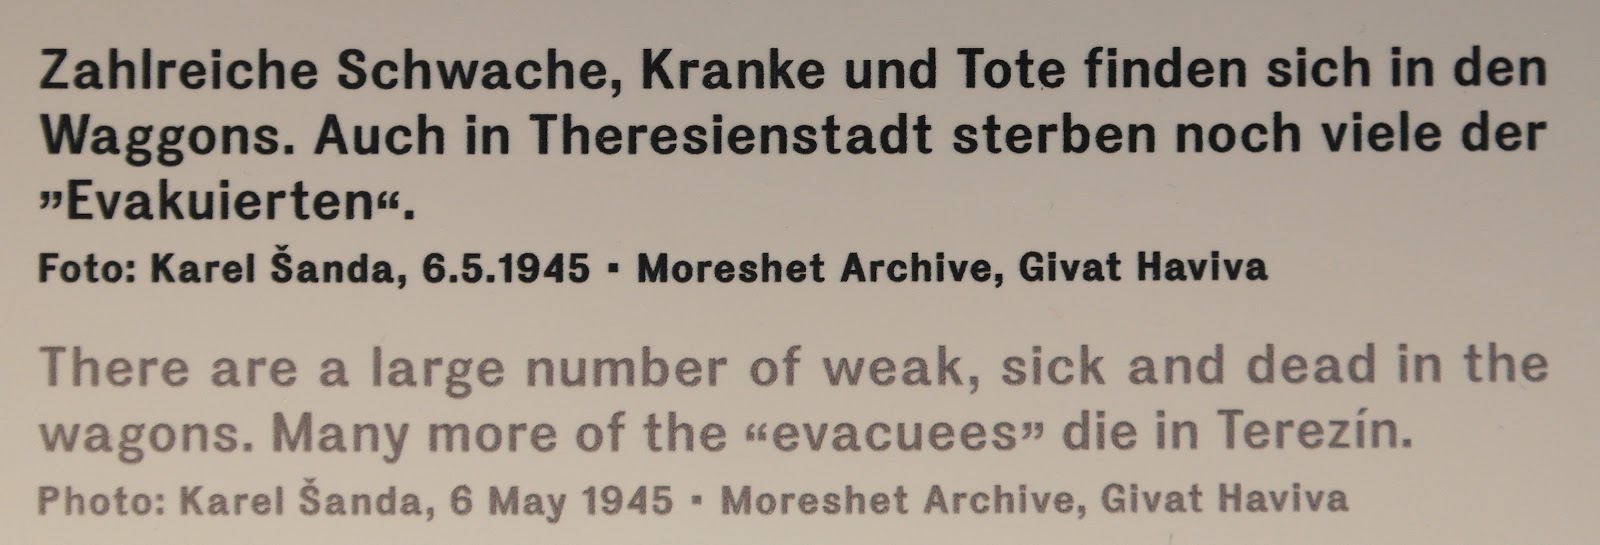 Zahlreiche Schwache, Kranke und Tote finden sich in den
Waggons. Auch in Theresienstadt sterben noch viele der
”Evakuierten“.
Foto: Karel Šanda, 6.5.1945 ▪ Moreshet Archive, Givat Haviva
There are a large number of weak, sick and dead in the
wagons. Many more of the “evacuees” die in Terezín.
Photo: Karel Šanda, 6 May 1945 ▪ Moreshet Archive, Givat Haviva